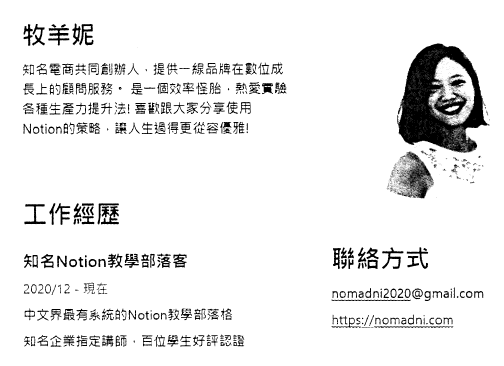 牧羊妮
知名電商共同創辦人，提供一線品牌在數位成
長上的顧問服務。 是一個效率怪胎，熱愛實驗
各種生產力提升法! 喜歡跟大家分享使用
Notion的策略，讓人生過得更從容優雅!
工作經歷
知名Notion教學部落客
2020/12 - 現在
中文界最有系統的Notion教學部落格
知名企業指定講師，百位學生好評認證
聯絡方式
nomadni2020@gmail.com
https://nomadni.com